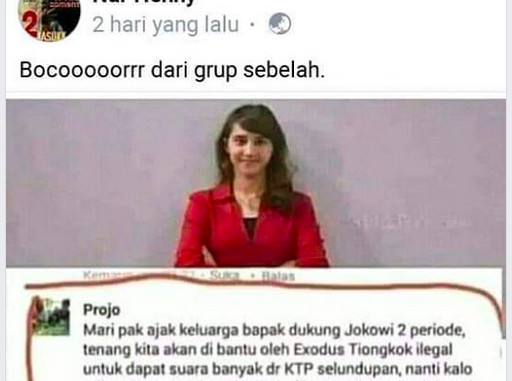 2 hari yang lalu ·
Bocooooorrr dari grup sebelah.
Suka · Balas
Projo
Mari pak ajak keluarga bapak dukung Jokowi 2 periode,
tenang kita akan di bantu oleh Exodus Tiongkok ilegal
untuk dapat suara banyak dr KTP selundupan, nanti kalo